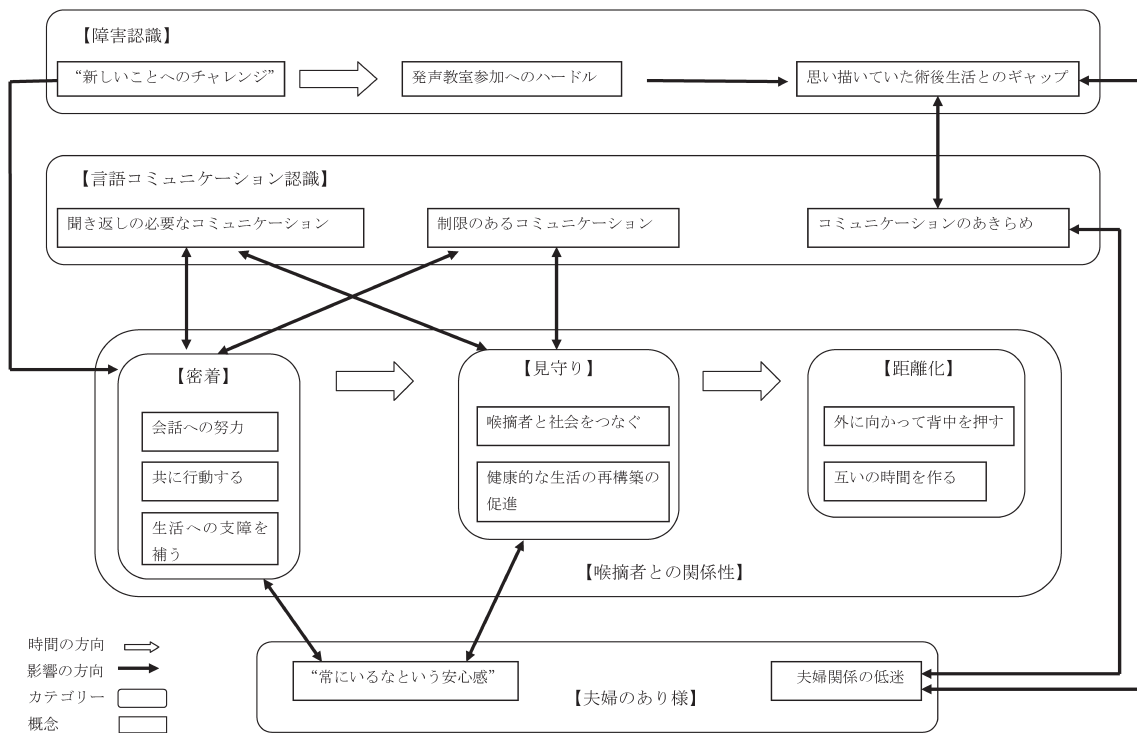 【障害認識】
“新しいことへのチャレンジ”
発声教室参加へのハードル
思い描いていた術後生活とのギャップ
【言語コミュニケーション認識】
聞き返しの必要なコミュニケーション
制限のあるコミュニケーション
コミュニケーションのあきらめ
【密着】
会話への努力
共に行動する
生活への支障を
補う
【見守り】
喉摘者と社会をつなぐ
健康的な生活の再構築の
促進
【距離化】
外に向かって背中を押す
互いの時間を作る
【喉摘者との関係性】
“常にいるなという安心感”
夫婦関係の低迷
【夫婦のあり様】
時間の方向
影響の方向
カテゴリー
概念